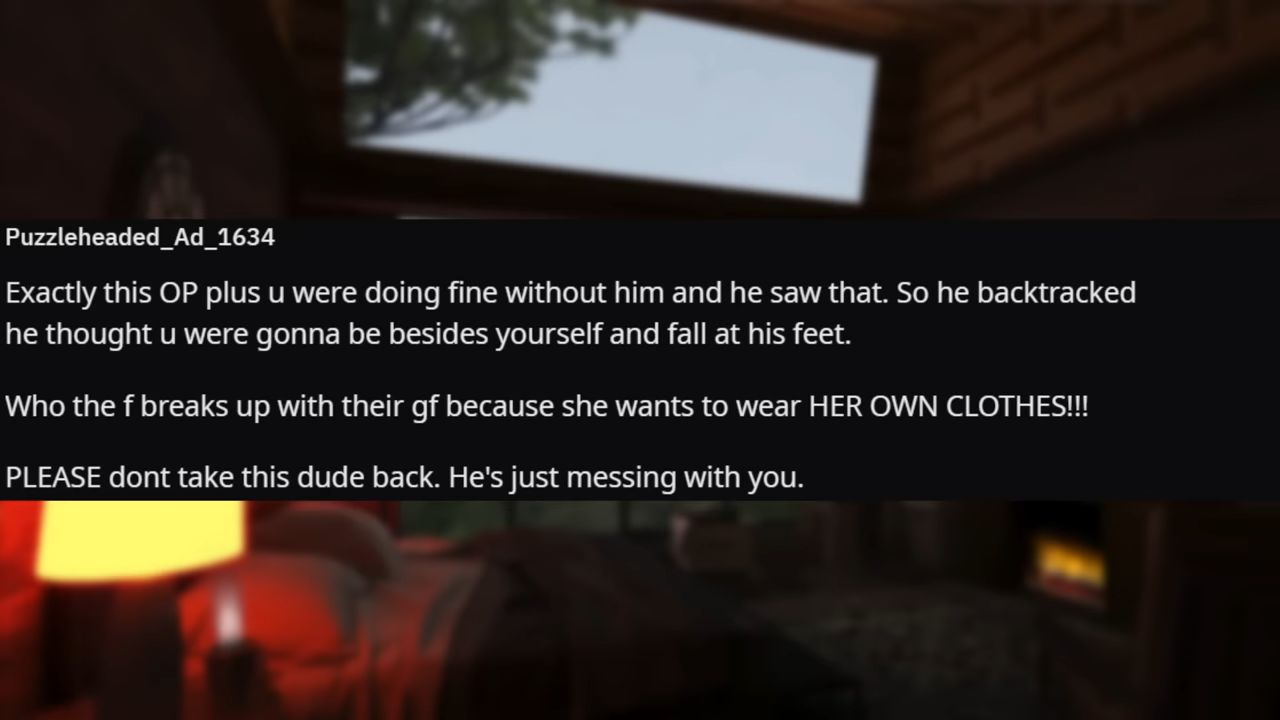 Puzzleheaded_Ad_1634
Exactly this OP plus u were doing fine without him and he saw that. So he backtracked
he thought u were gonna be besides yourself and fall at his feet.
Who the f breaks up with their gf because she wants to wear HER OWN CLOTHES!!!
PLEASE dont take this dude back. He's just messing with you.